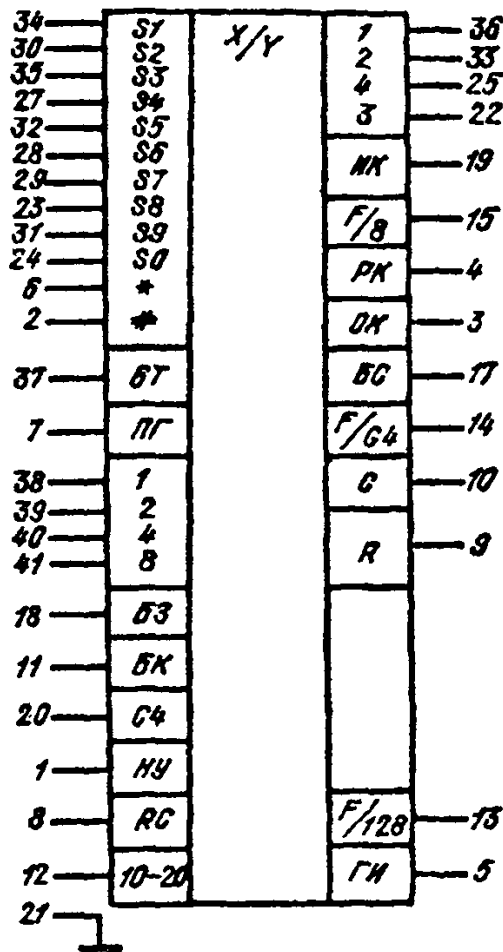 34 S1 X/Y 1 36
30 S2 2 33
35 S3 4 25
27 S4 3 22
32 S5
28 S6 ИК 19
29 S7
23 S8 F/8 15
31 S9
24 S0 РК 4
6 *
2 # ОК 3
37 БТ БС 17
7 ПГ F/64 14
38 1 C 10
39 2
40 4 R 9
41 8
18 БЗ
11 БК
20 С4
1 НУ
8 RC F/128 13
12 10-20 ГИ 5
21